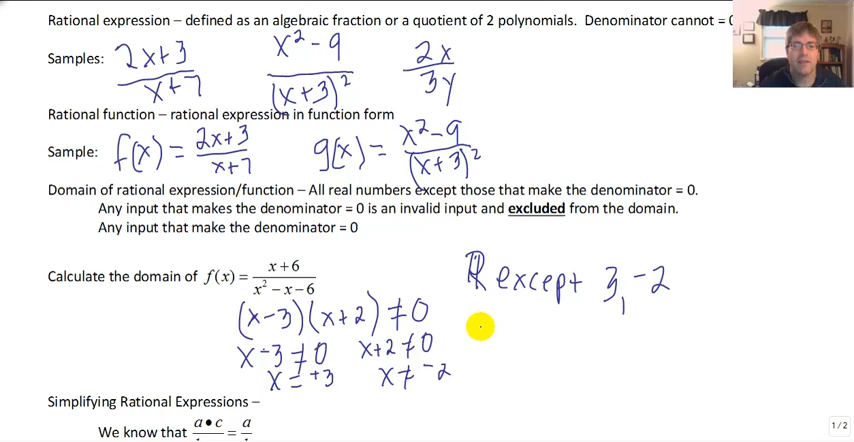 Rational expression – defined as an algebraic fraction or a quotient of 2 polynomials. Denominator cannot = 0
Samples: (2x+3)/(x+7) (x²-9)/(x+3)² 2x/3y
Rational function – rational expression in function form
Sample: f(x) = (2x+3)/(x+7) g(x) = (x²-9)/(x+3)²
Domain of rational expression/function – All real numbers except those that make the denominator = 0.
Any input that makes the denominator = 0 is an invalid input and excluded from the domain.
Any input that make the denominator = 0
Calculate the domain of f(x) = (x+6)/(x²-x-6) ℝ except 3, -2
(x-3)(x+2) ≠ 0
x-3 ≠ 0 x+2 ≠ 0
x = +3 x ≠ -2
Simplifying Rational Expressions –
We know that a•c = a
1 / 2